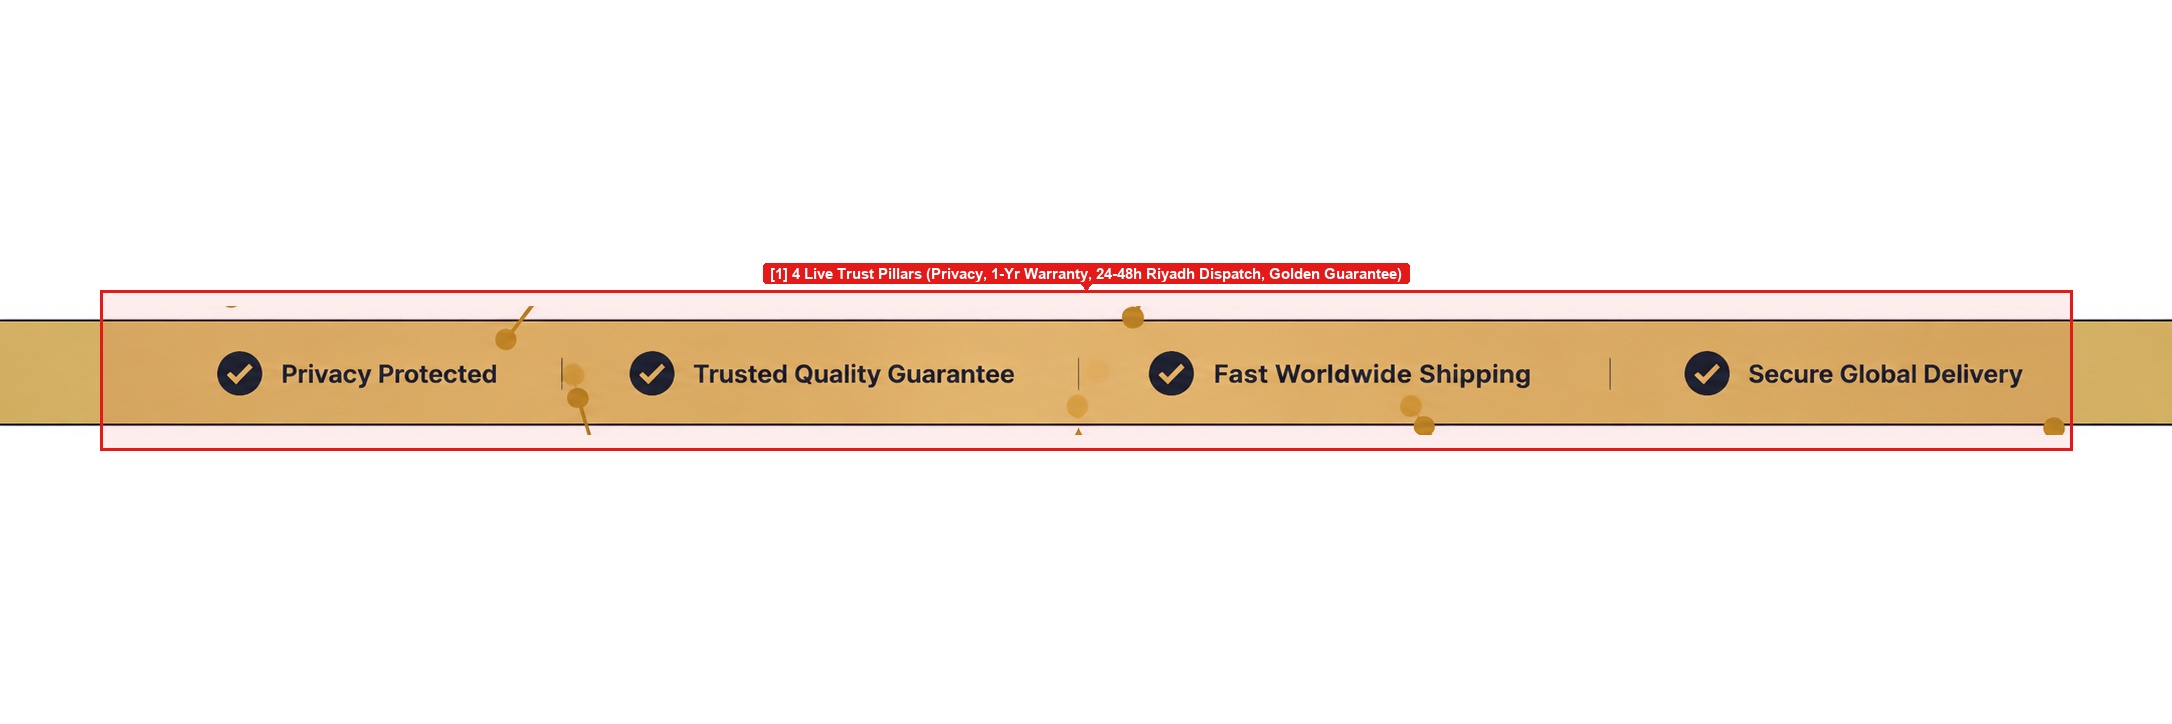 [1] 4 Live Trust Pillars (Privacy, 1-Yr Warranty, 24-48h Riyadh Dispatch, Golden Guarantee)
Privacy Protected
Trusted Quality Guarantee
Fast Worldwide Shipping
Secure Global Delivery